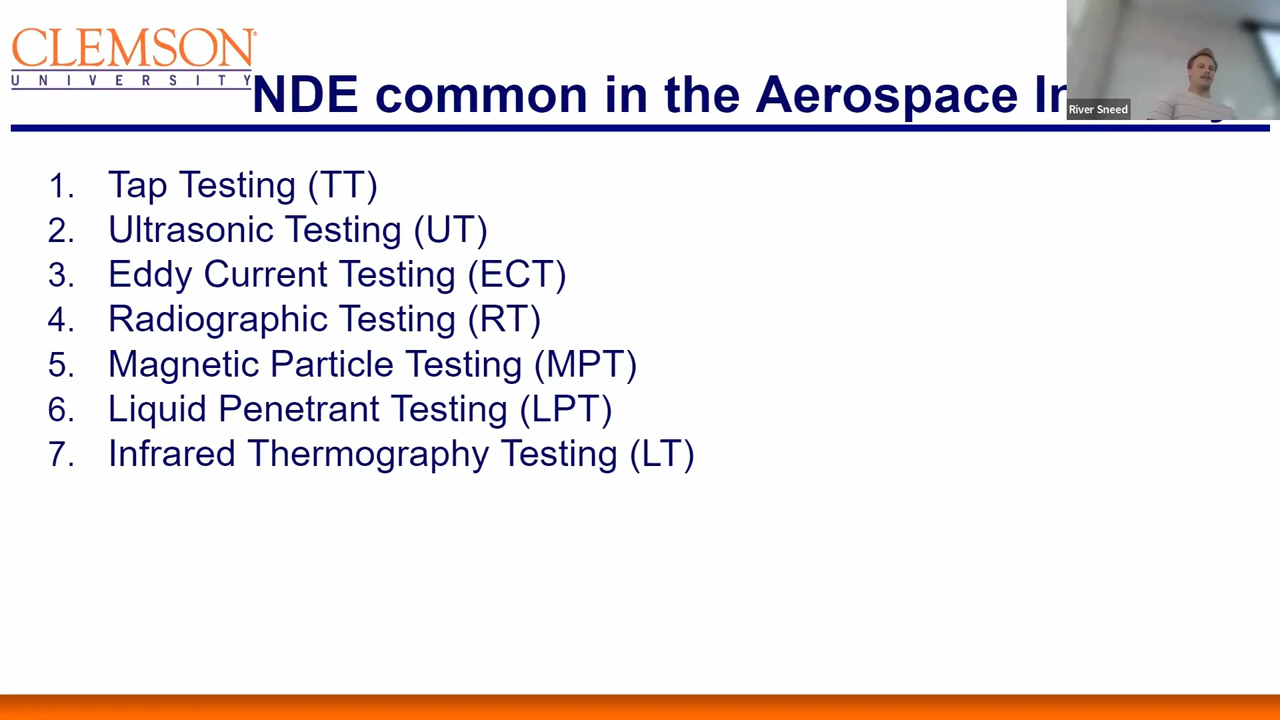 CLEMSON
UNIVERSITY
NDE common in the Aerospace
River Sneed
1. Tap Testing (TT)
2. Ultrasonic Testing (UT)
3. Eddy Current Testing (ECT)
4. Radiographic Testing (RT)
5. Magnetic Particle Testing (MPT)
6. Liquid Penetrant Testing (LPT)
7. Infrared Thermography Testing (LT)